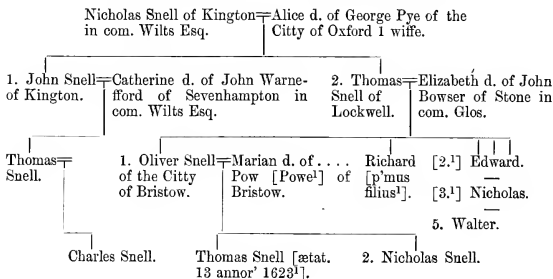 Nicholas Snell of Kington=Alice d. of George Pye of the
in com. Wilts Esq. Citty of Oxford 1 wiffe.
1. John Snell=Catherine d. of John Warne-
of Kington. fford of Sevenhampton in
com. Wilts Esq.
2. Thomas=Elizabeth d. of John
Snell of Bowser of Stone in
Lockwell. com. Glos.
Thomas=
Snell.
1. Oliver Snell=Marian d. of . . . .
of the Citty Pow [Powe¹] of
of Bristow. Bristow.
Richard
[p'mus
filius¹].
[2.¹] Edward.
[3.¹] Nicholas.
5. Walter.
Charles Snell.
Thomas Snell [ætat.
13 annor' 1623¹].
2. Nicholas Snell.